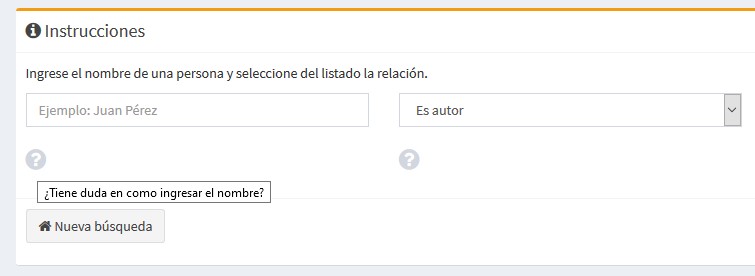 Instrucciones
Ingrese el nombre de una persona y seleccione del listado la relación.
Ejemplo: Juan Pérez
Es autor
¿Tiene duda en como ingresar el nombre?
Nueva búsqueda